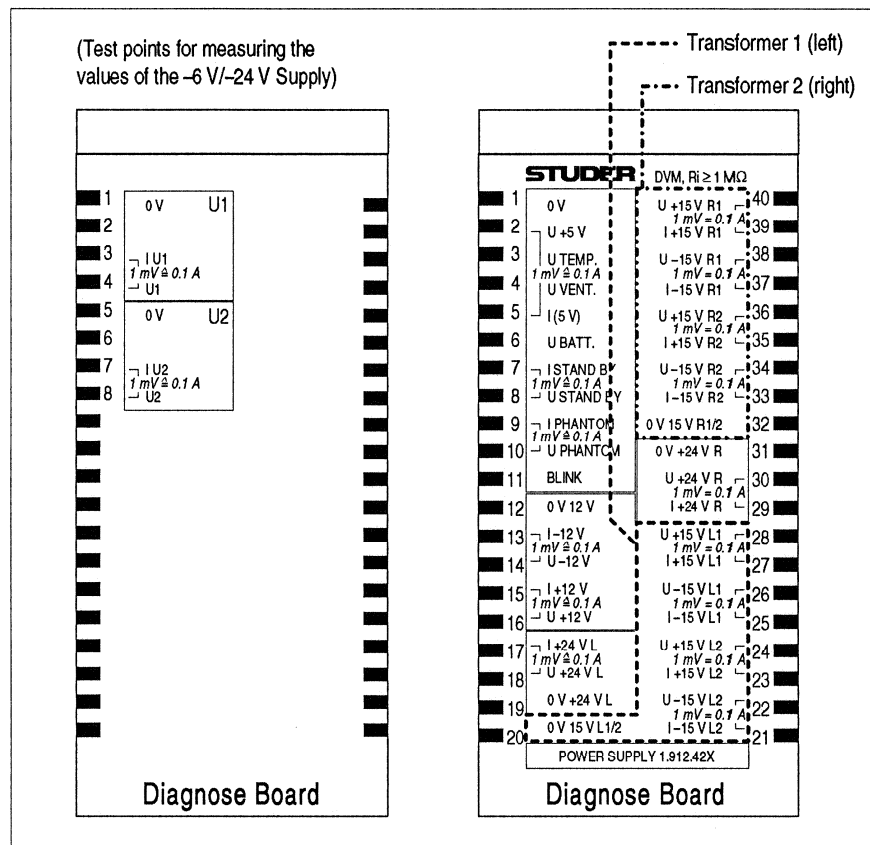 (Test points for measuring the
values of the –6 V/–24 V Supply)
Transformer 1 (left)
Transformer 2 (right)
1
2
3
4
5
6
7
8
0 V U1
I U1
1 mV ≙ 0.1 A
U1
0 V U2
I U2
1 mV ≙ 0.1 A
U2
Diagnose Board
STUDER DVM, Ri ≥ 1 MΩ
1 0 V
2 U +5 V
3 U TEMP.
1 mV ≙ 0.1 A
4 U VENT.
5 I (5 V)
6 U BATT.
7 I STAND BY
1 mV ≙ 0.1 A
8 U STAND BY
9 I PHANTOM
1 mV ≙ 0.1 A
10 U PHANTOM
11 BLINK
12 0 V 12 V
13 I –12 V
1 mV ≙ 0.1 A
14 U –12 V
15 I +12 V
1 mV ≙ 0.1 A
16 U +12 V
17 I +24 V L
1 mV ≙ 0.1 A
18 U +24 V L
19 0 V +24 V L
20 0 V 15 V L1/2
U +15 V R1 40
1 mV = 0.1 A
I +15 V R1 39
U –15 V R1 38
1 mV = 0.1 A
I –15 V R1 37
U +15 V R2 36
1 mV = 0.1 A
I +15 V R2 35
U –15 V R2 34
1 mV = 0.1 A
I –15 V R2 33
0 V 15 V R1/2 32
0 V +24 V R 31
U +24 V R 30
1 mV = 0.1 A
I +24 V R 29
U +15 V L1 28
1 mV = 0.1 A
I +15 V L1 27
U –15 V L1 26
1 mV = 0.1 A
I –15 V L1 25
U +15 V L2 24
1 mV = 0.1 A
I +15 V L2 23
U –15 V L2 22
1 mV = 0.1 A
I –15 V L2 21
POWER SUPPLY 1.912.42X
Diagnose Board